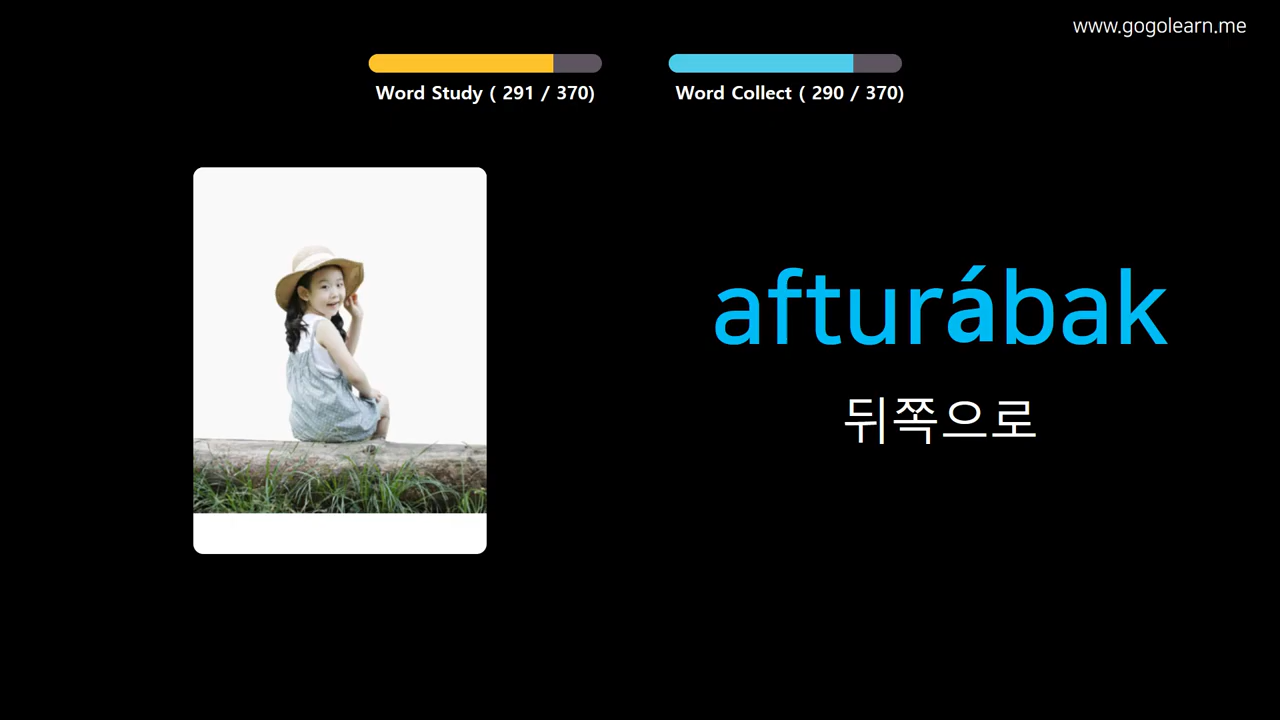 www.gogolearn.me
Word Study ( 291 / 370)
Word Collect ( 290 / 370)
afturábak
뒤쪽으로